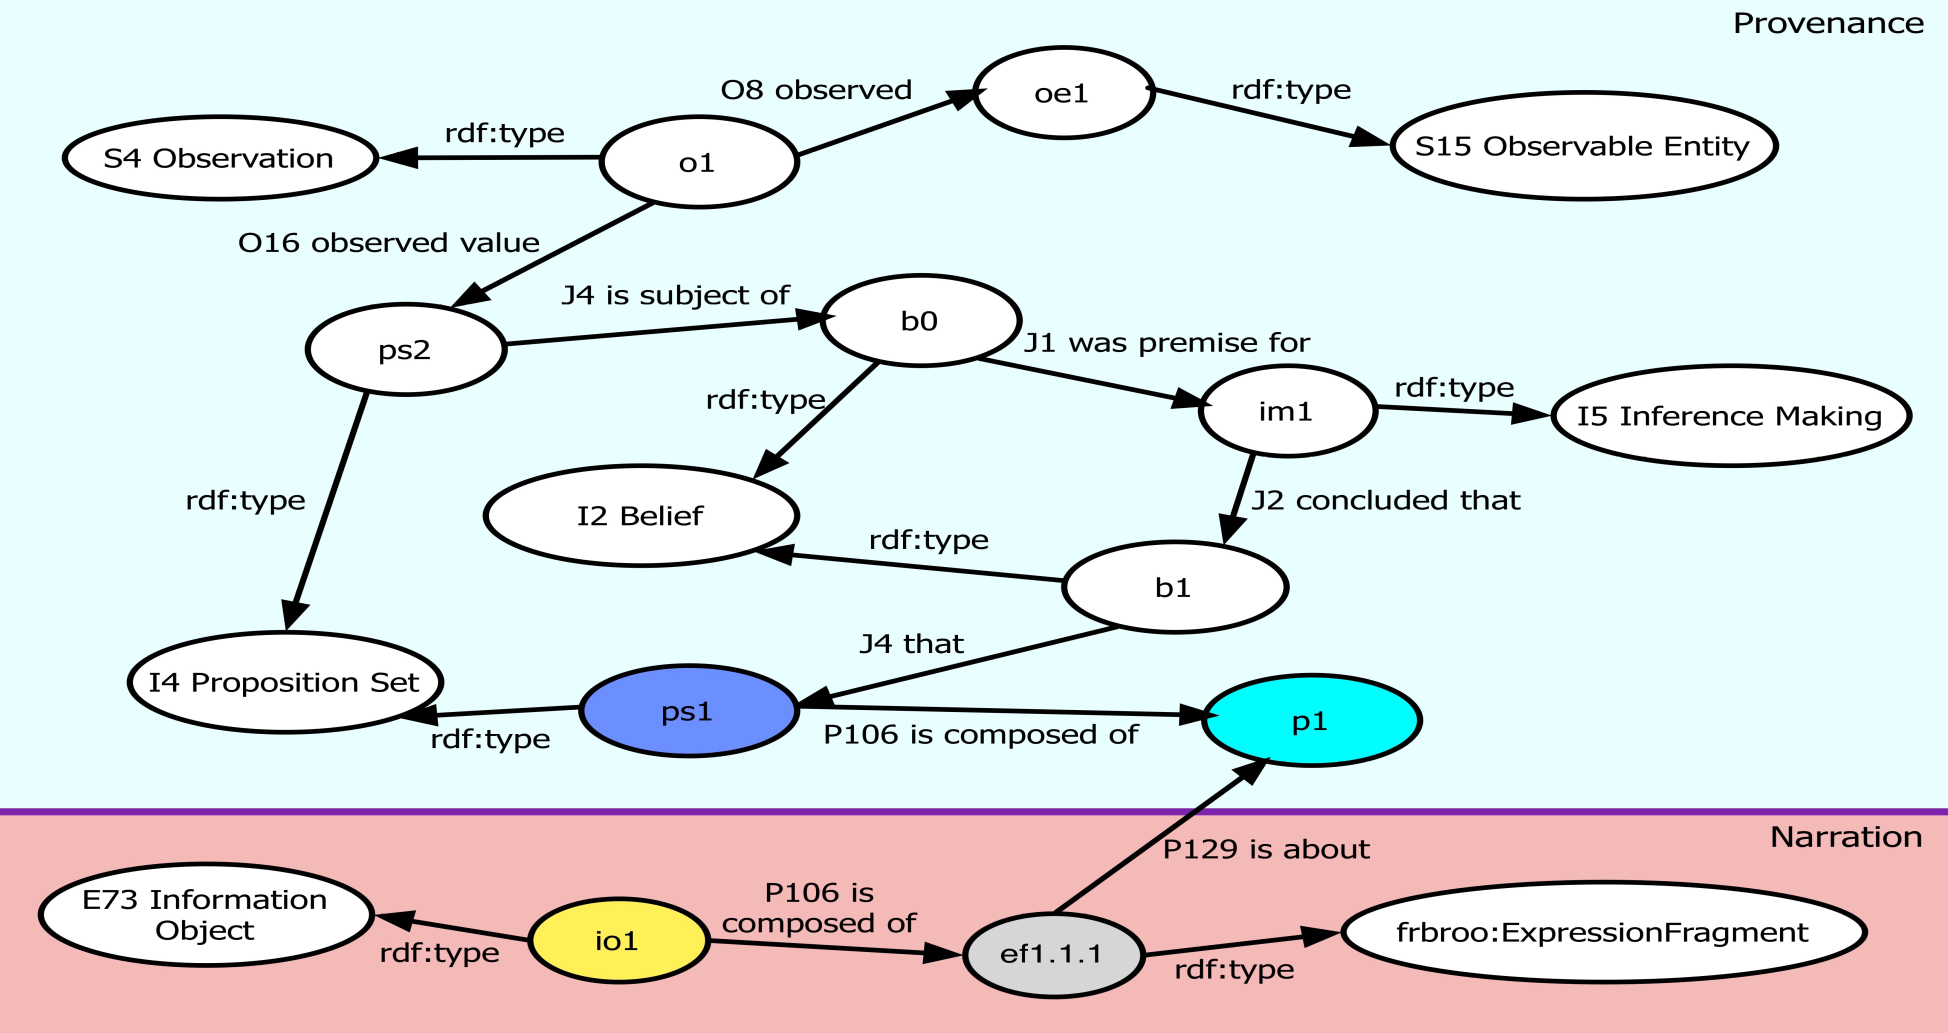 Provenance
O8 observed
oe1
rdf:type
rdf:type
S4 Observation
o1
S15 Observable Entity
O16 observed value
J4 is subject of
b0
ps2
J1 was premise for
rdf:type
rdf:type
im1
I5 Inference Making
rdf:type
I2 Belief
J2 concluded that
rdf:type
b1
J4 that
I4 Proposition Set
ps1
p1
rdf:type
P106 is composed of
Narration
P129 is about
E73 Information
Object
P106 is
composed of
io1
ef1.1.1
frbroo:ExpressionFragment
rdf:type
rdf:type